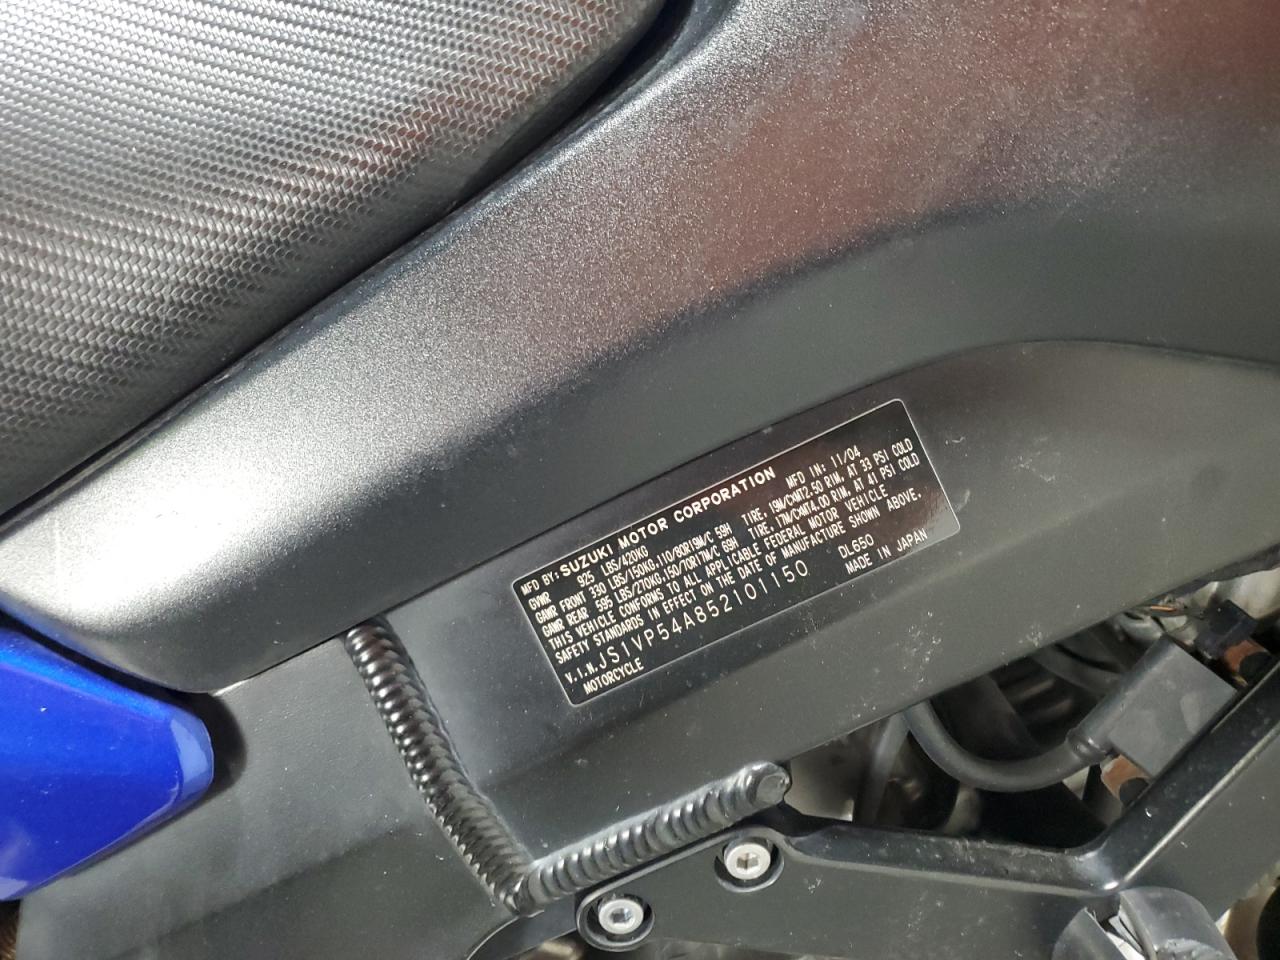 MFD BY: SUZUKI MOTOR CORPORATION MFD IN: 11/04
GVWR 925 LBS/420KG
GAWR FRONT 330 LBS/150KG,110/80R19M/C 59H TIRE, 19M/C×MT2.50 RIM, AT 33 PSI COLD
GAWR REAR 595 LBS/270KG,150/70R17M/C 69H TIRE, 17M/C×MT4.00 RIM, AT 41 PSI COLD
THIS VEHICLE CONFORMS TO ALL APPLICABLE FEDERAL MOTOR VEHICLE
SAFETY STANDARDS IN EFFECT ON THE DATE OF MANUFACTURE SHOWN ABOVE.
V.I.N. JS1VP54A852101150 DL650
MOTORCYCLE MADE IN JAPAN